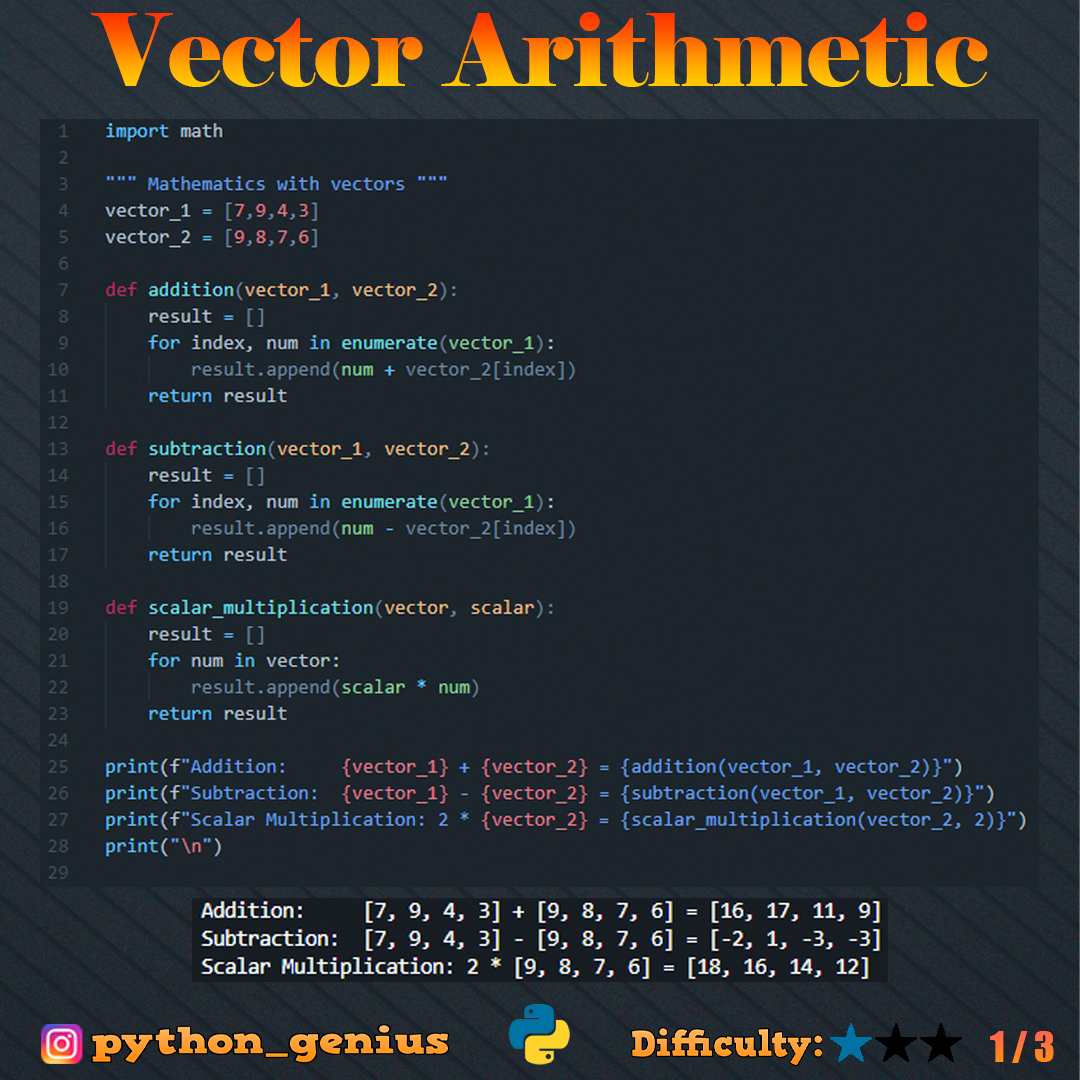 Vector Arithmetic
1 import math
2
3 """ Mathematics with vectors """
4 vector_1 = [7,9,4,3]
5 vector_2 = [9,8,7,6]
6
7 def addition(vector_1, vector_2):
8     result = []
9     for index, num in enumerate(vector_1):
10         result.append(num + vector_2[index])
11     return result
12
13 def subtraction(vector_1, vector_2):
14     result = []
15     for index, num in enumerate(vector_1):
16         result.append(num - vector_2[index])
17     return result
18
19 def scalar_multiplication(vector, scalar):
20     result = []
21     for num in vector:
22         result.append(scalar * num)
23     return result
24
25 print(f"Addition:     {vector_1} + {vector_2} = {addition(vector_1, vector_2)}")
26 print(f"Subtraction:  {vector_1} - {vector_2} = {subtraction(vector_1, vector_2)}")
27 print(f"Scalar Multiplication: 2 * {vector_2} = {scalar_multiplication(vector_2, 2)}")
28 print("\n")
29
Addition:     [7, 9, 4, 3] + [9, 8, 7, 6] = [16, 17, 11, 9]
Subtraction:  [7, 9, 4, 3] - [9, 8, 7, 6] = [-2, 1, -3, -3]
Scalar Multiplication: 2 * [9, 8, 7, 6] = [18, 16, 14, 12]
python_genius
Difficulty:
1/3